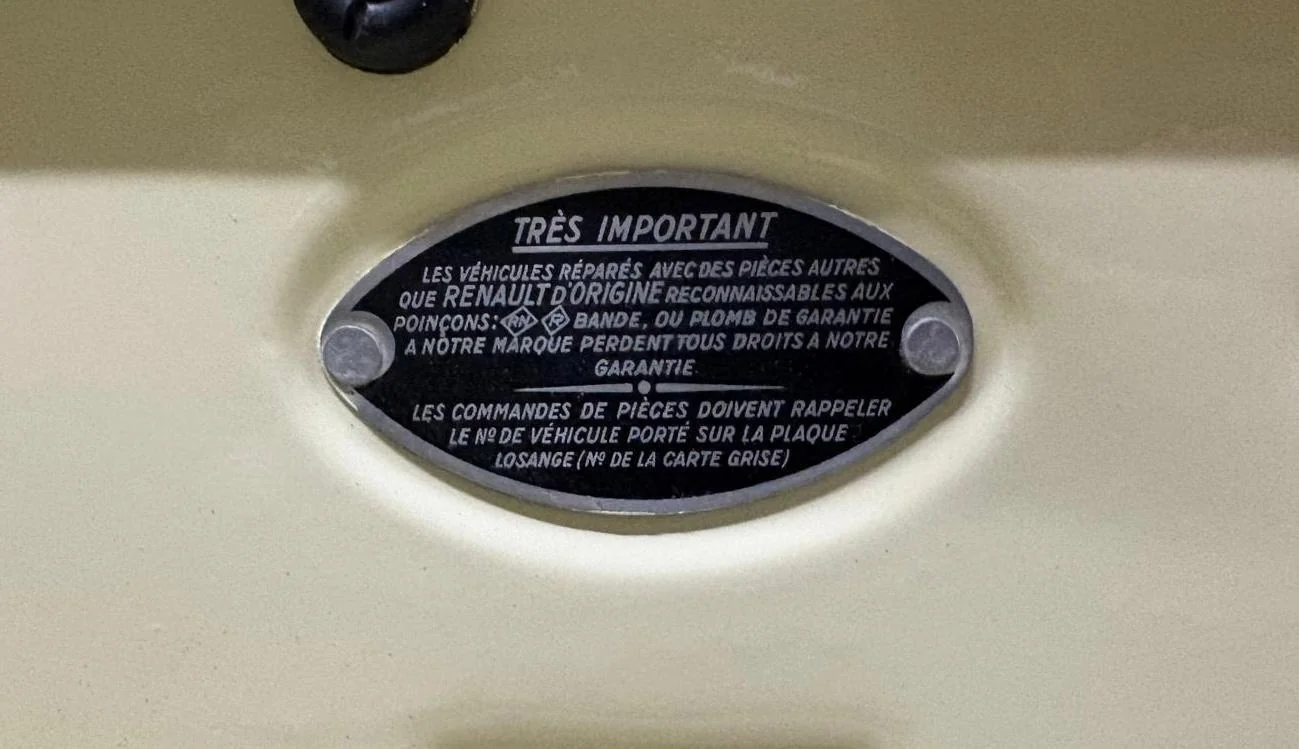 TRÈS IMPORTANT
LES VÉHICULES RÉPARÉS AVEC DES PIÈCES AUTRES
QUE RENAULT D'ORIGINE RECONNAISSABLES AUX
POINÇONS: RN R BANDE, OU PLOMB DE GARANTIE
A NÔTRE MARQUE PERDENT TOUS DROITS A NOTRE
GARANTIE
LES COMMANDES DE PIÈCES DOIVENT RAPPELER
LE Nº DE VÉHICULE PORTÉ SUR LA PLAQUE
LOSANGE (Nº DE LA CARTE GRISE)